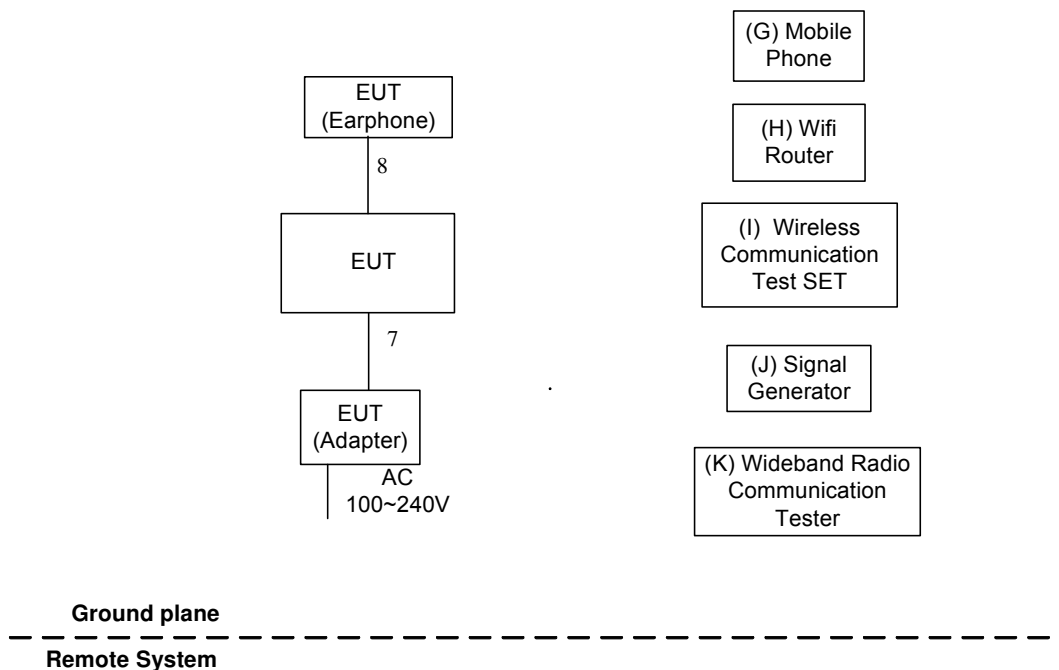 EUT
(Earphone)
8
EUT
7
EUT
(Adapter)
AC
100~240V
(G) Mobile
Phone
(H) Wifi
Router
(I) Wireless
Communication
Test SET
(J) Signal
Generator
(K) Wideband Radio
Communication
Tester
Ground plane
Remote System